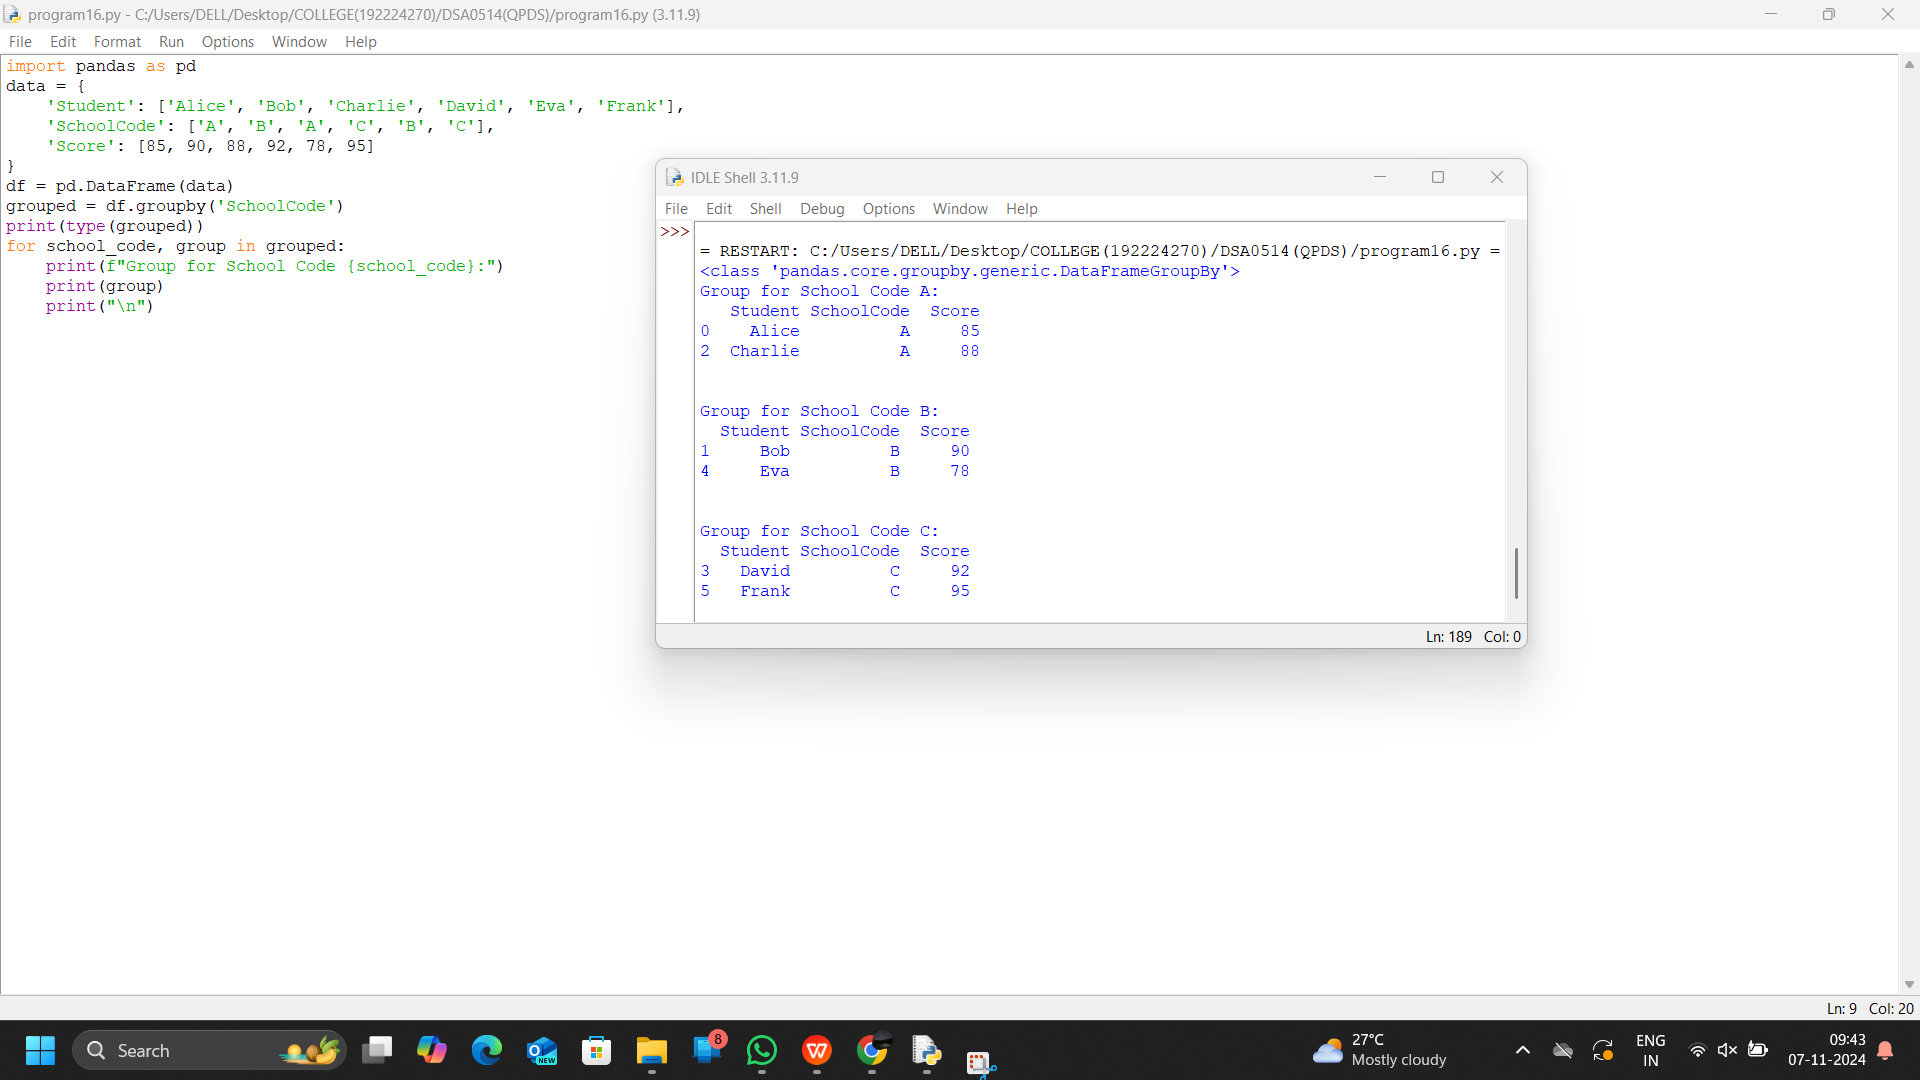 program16.py - C:/Users/DELL/Desktop/COLLEGE(192224270)/DSA0514(QPDS)/program16.py (3.11.9)
File Edit Format Run Options Window Help
import pandas as pd
data = {
    'Student': ['Alice', 'Bob', 'Charlie', 'David', 'Eva', 'Frank'],
    'SchoolCode': ['A', 'B', 'A', 'C', 'B', 'C'],
    'Score': [85, 90, 88, 92, 78, 95]
}
df = pd.DataFrame(data)
grouped = df.groupby('SchoolCode')
print(type(grouped))
for school_code, group in grouped:
    print(f"Group for School Code {school_code}:")
    print(group)
    print("\n")
IDLE Shell 3.11.9
File Edit Shell Debug Options Window Help
>>>
= RESTART: C:/Users/DELL/Desktop/COLLEGE(192224270)/DSA0514(QPDS)/program16.py =
<class 'pandas.core.groupby.generic.DataFrameGroupBy'>
Group for School Code A:
   Student SchoolCode  Score
0    Alice          A     85
2  Charlie          A     88
Group for School Code B:
  Student SchoolCode  Score
1     Bob          B     90
4     Eva          B     78
Group for School Code C:
  Student SchoolCode  Score
3   David          C     92
5   Frank          C     95
Ln: 189 Col: 0
Ln: 9 Col: 20
Search
NEW
8
27°C
Mostly cloudy
ENG
IN
09:43
07-11-2024